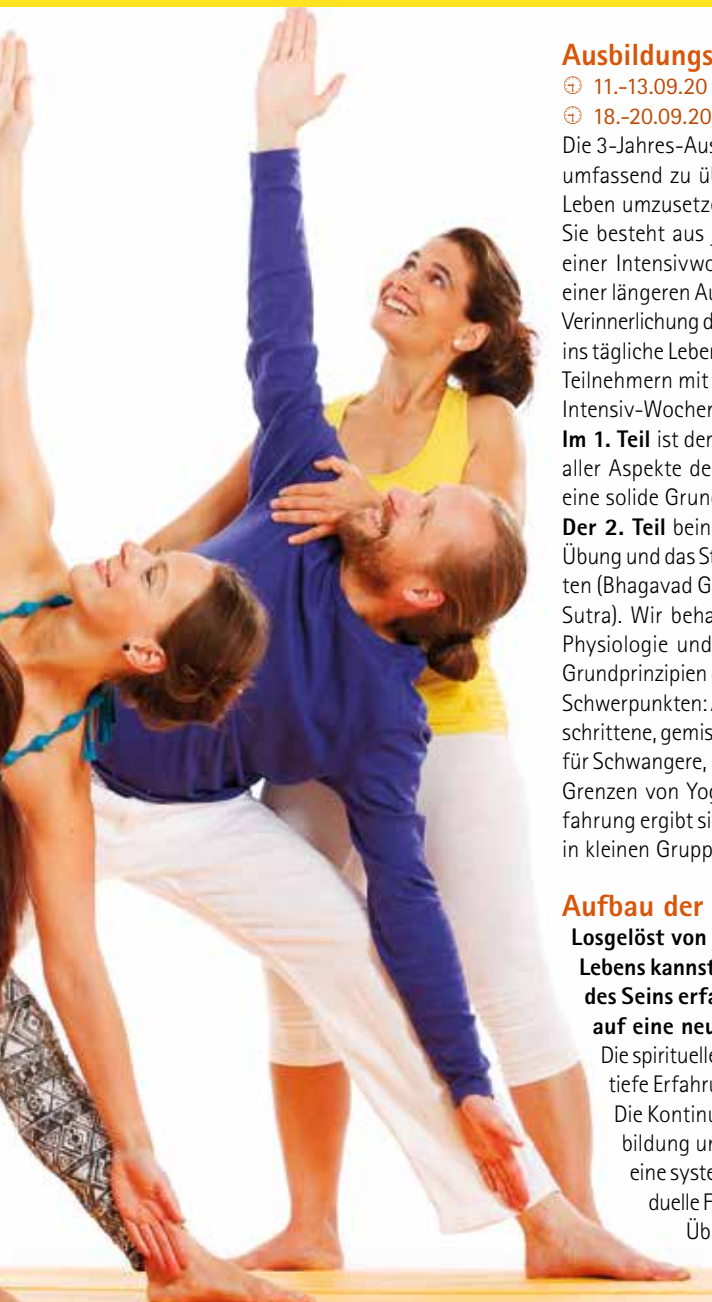 Ausbildungs
11.-13.09.20
18.-20.09.20
Die 3-Jahres-Aus
umfassend zu üb
Leben umzusetze
Sie besteht aus j
einer Intensivwo
einer längeren Au
Verinnerlichung d
ins tägliche Leben
Teilnehmern mit
Intensiv-Wochen
Im 1. Teil ist der
aller Aspekte de
eine solide Grund
Der 2. Teil bein
Übung und das St
ten (Bhagavad G
Sutra). Wir beha
Physiologie und
Grundprinzipien
Schwerpunkten: A
schrittene, gemis
für Schwangere,
Grenzen von Yog
fahrung ergibt si
in kleinen Grupp
Aufbau der
Losgelöst von
Lebens kannst
des Seins erfa
auf eine neu
Die spirituelle
tiefe Erfahru
Die Kontinu
bildung un
eine syste
duelle F
Üb